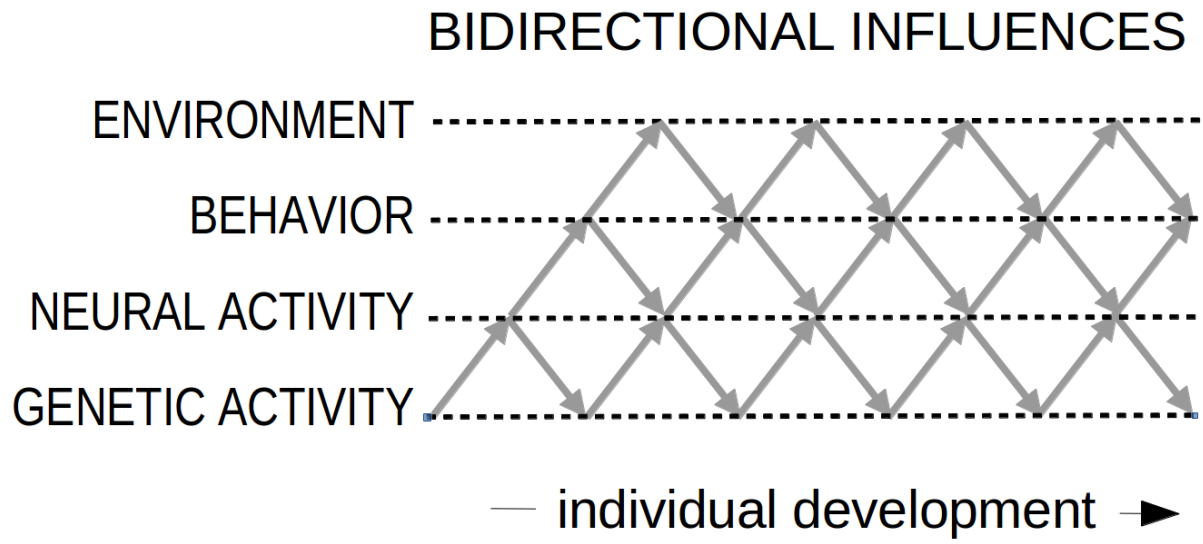 BIDIRECTIONAL INFLUENCES
ENVIRONMENT
BEHAVIOR
NEURAL ACTIVITY
GENETIC ACTIVITY
individual development